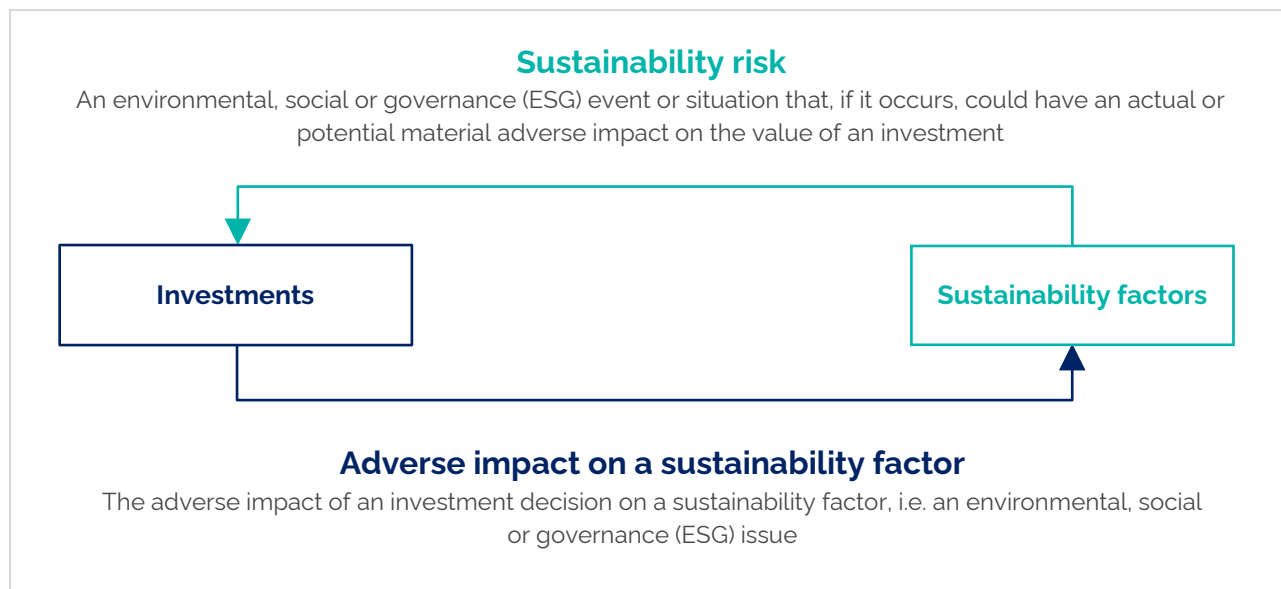 Sustainability risk
An environmental, social or governance (ESG) event or situation that, if it occurs, could have an actual or
potential material adverse impact on the value of an investment
Investments
Sustainability factors
Adverse impact on a sustainability factor
The adverse impact of an investment decision on a sustainability factor, i.e. an environmental, social
or governance (ESG) issue